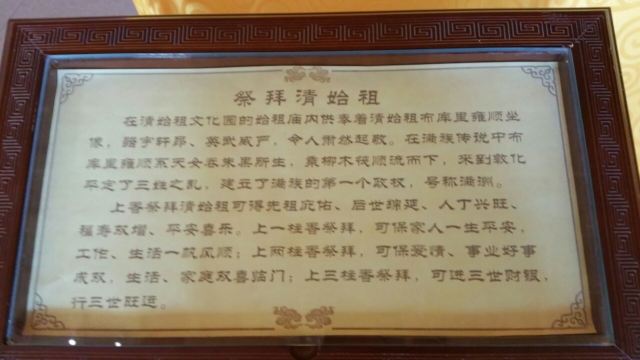 祭拜清始祖
在清始祖文化园的始祖庙内供奉着清始祖布库里雍顺坐
像，器宇轩昂、英武威严，令人肃然起敬。在满族传说中布
库里雍顺系天女吞朱果所生，乘柳木筏顺流而下，来到敦化
平定了三姓之乱，建立了满族的第一个政权，号称满洲。
上香祭拜清始祖可得先祖庇佑、后世绵延、人丁兴旺、
福寿双增、平安喜乐。上一柱香祭拜，可保家人一生平安，
工作、生活一帆风顺；上两柱香祭拜，可保爱情、事业好事
成双，生活、家庭双喜临门；上三柱香祭拜，可进三世财银，
行三世旺运。